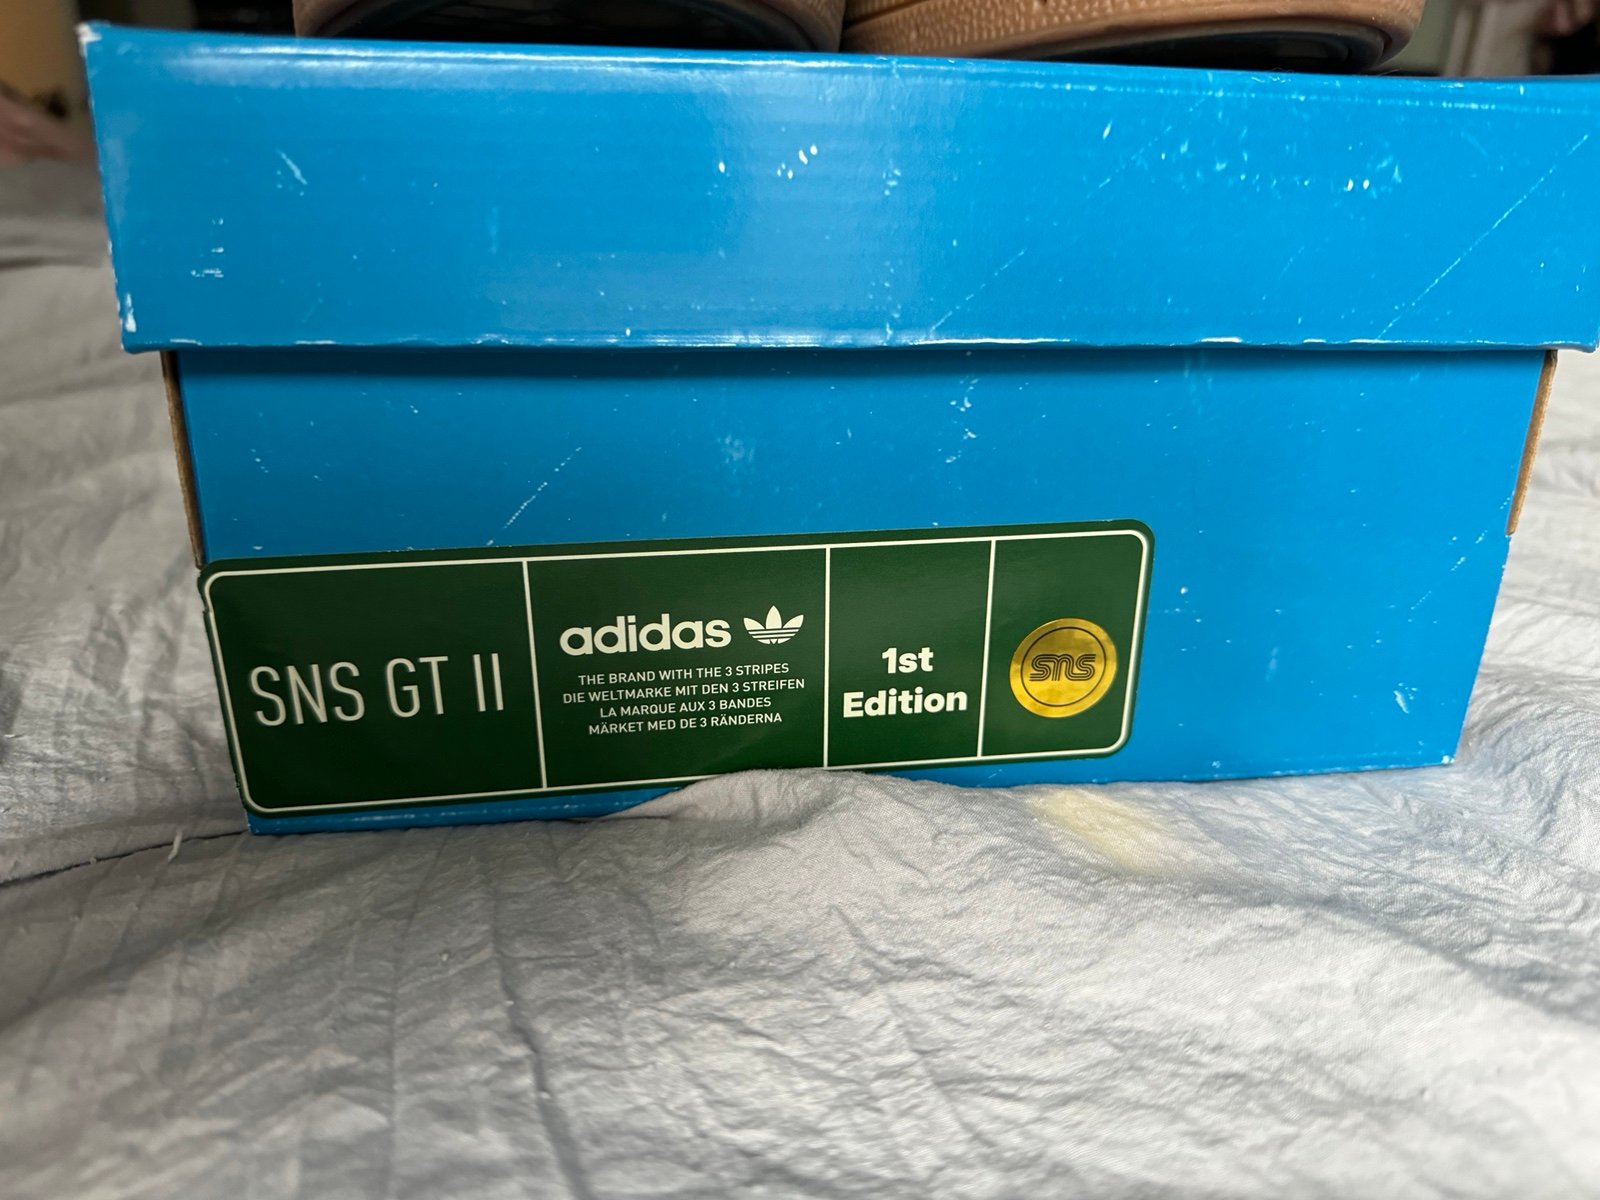 SNS GT II
adidas
THE BRAND WITH THE 3 STRIPES
DIE WELTMARKE MIT DEN 3 STREIFEN
LA MARQUE AUX 3 BANDES
MÄRKET MED DE 3 RÄNDERNA
1st
Edition
sns